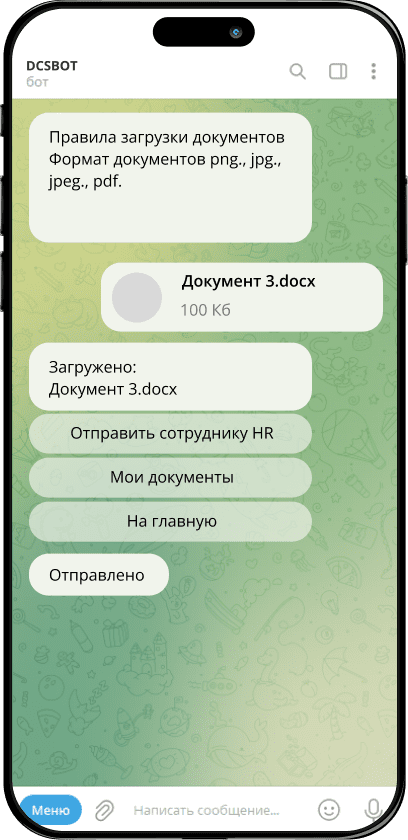 DCSBOT
бот
Правила загрузки документов
Формат документов png., jpg.,
jpeg., pdf.
Документ 3.docx
100 Кб
Загружено:
Документ 3.docx
Отправить сотруднику HR
Мои документы
На главную
Отправлено
Меню
Написать сообщение...